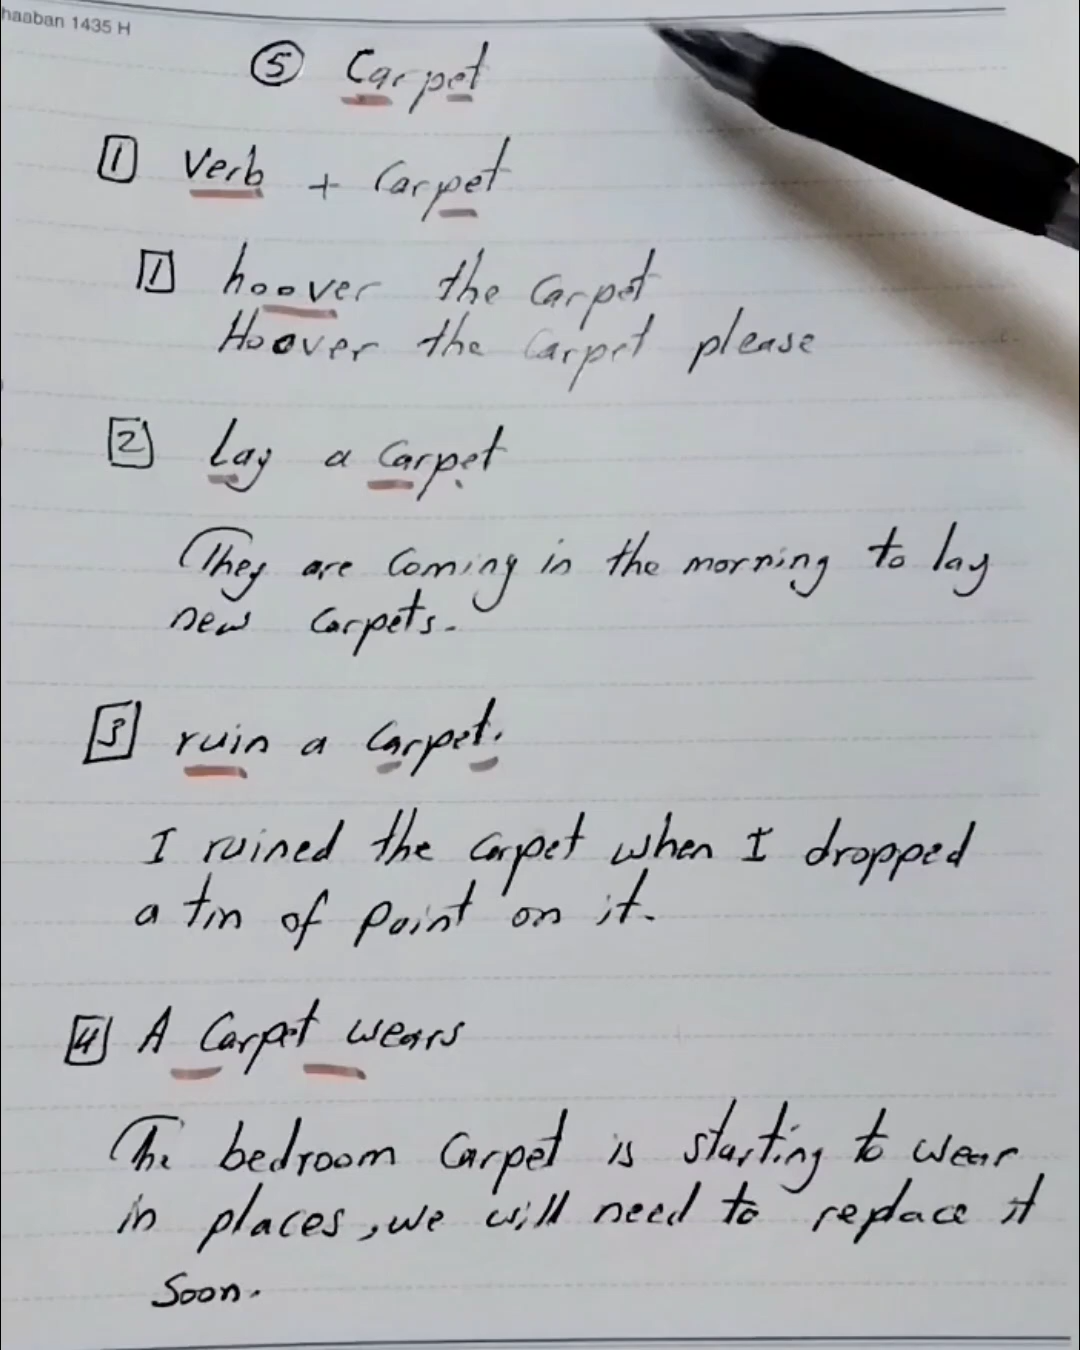 haaban 1435 H
5 Carpet
1 Verb + Carpet
1 hoover the carpet
Hoover the carpet please
2 Lay a carpet
They are coming in the morning to lay
new carpets.
3 ruin a carpet.
I ruined the carpet when I dropped
a tin of paint on it.
4 A Carpet wears
The bedroom carpet is starting to wear
in places, we will need to replace it
Soon.